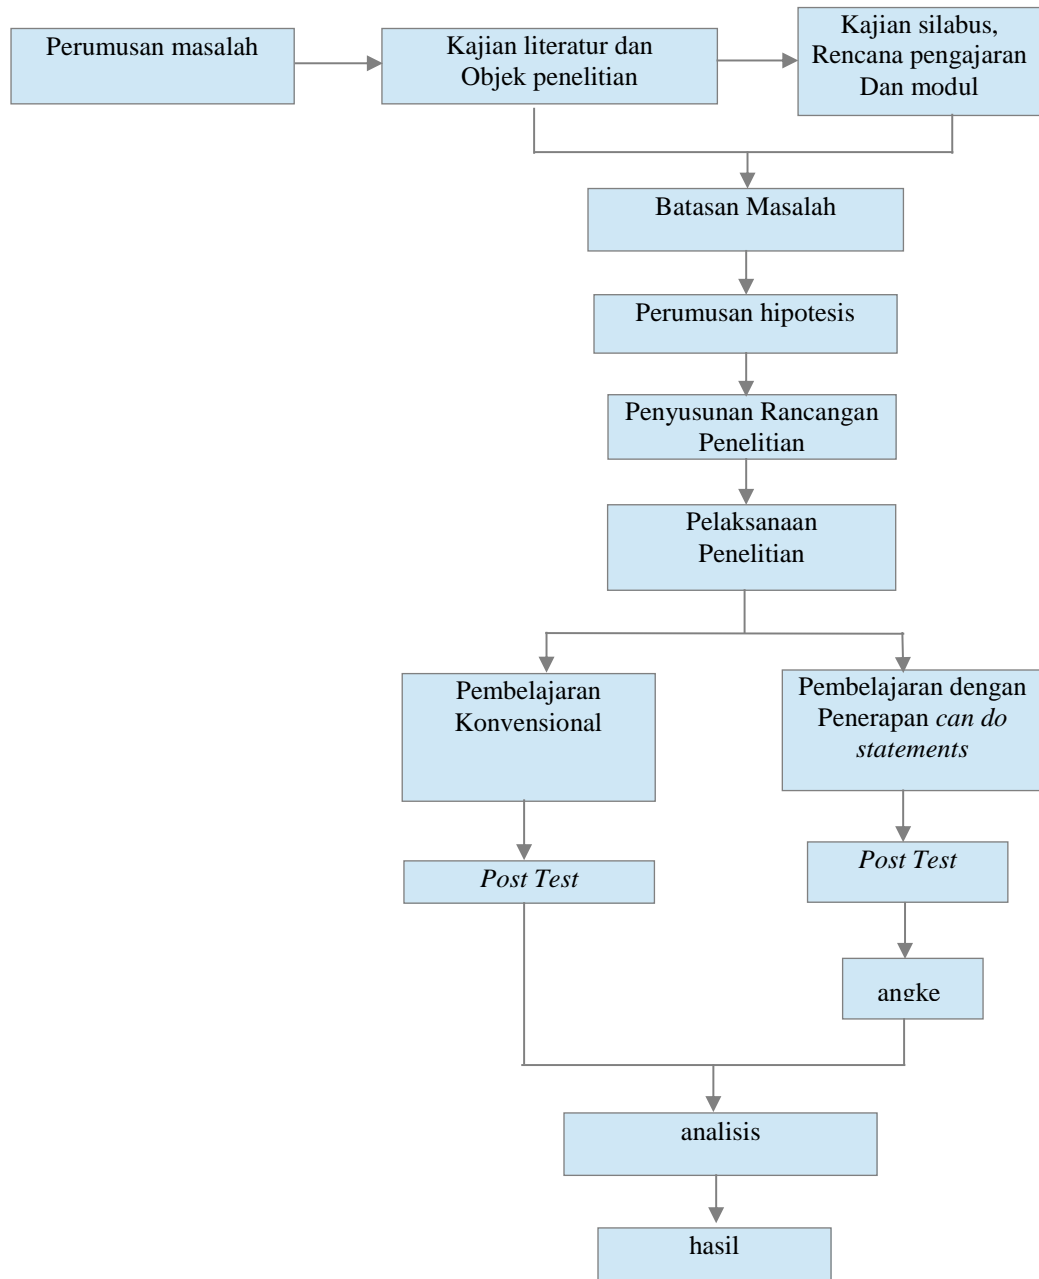 Perumusan masalah
Kajian literatur dan
Objek penelitian
Kajian silabus,
Rencana pengajaran
Dan modul
Batasan Masalah
Perumusan hipotesis
Penyusunan Rancangan
Penelitian
Pelaksanaan
Penelitian
Pembelajaran
Konvensional
Pembelajaran dengan
Penerapan can do
statements
Post Test
Post Test
angke
analisis
hasil